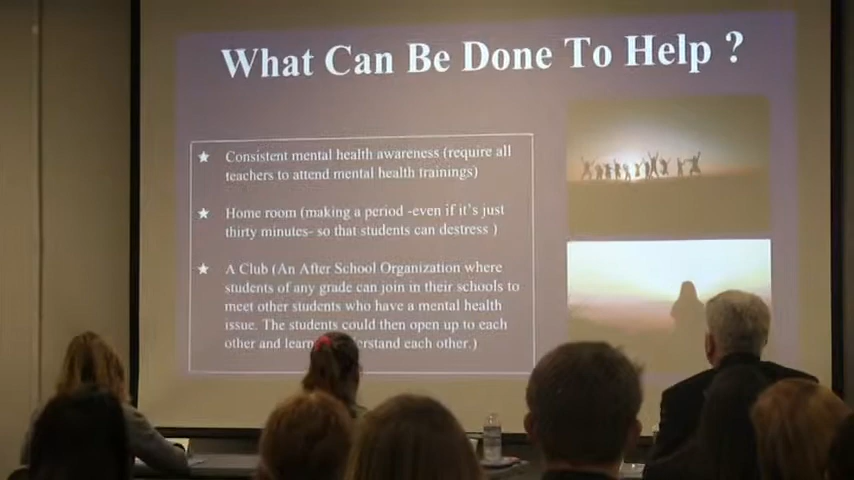 What Can Be Done To Help ?
Consistent mental health awareness (require all
teachers to attend mental health trainings)
Home room (making a period -even if it's just
thirty minutes- so that students can destress )
A Club (An After School Organization where
students of any grade can join in their schools to
meet other students who have a mental health
issue. The students could then open up to each
other and learn understand each other.)